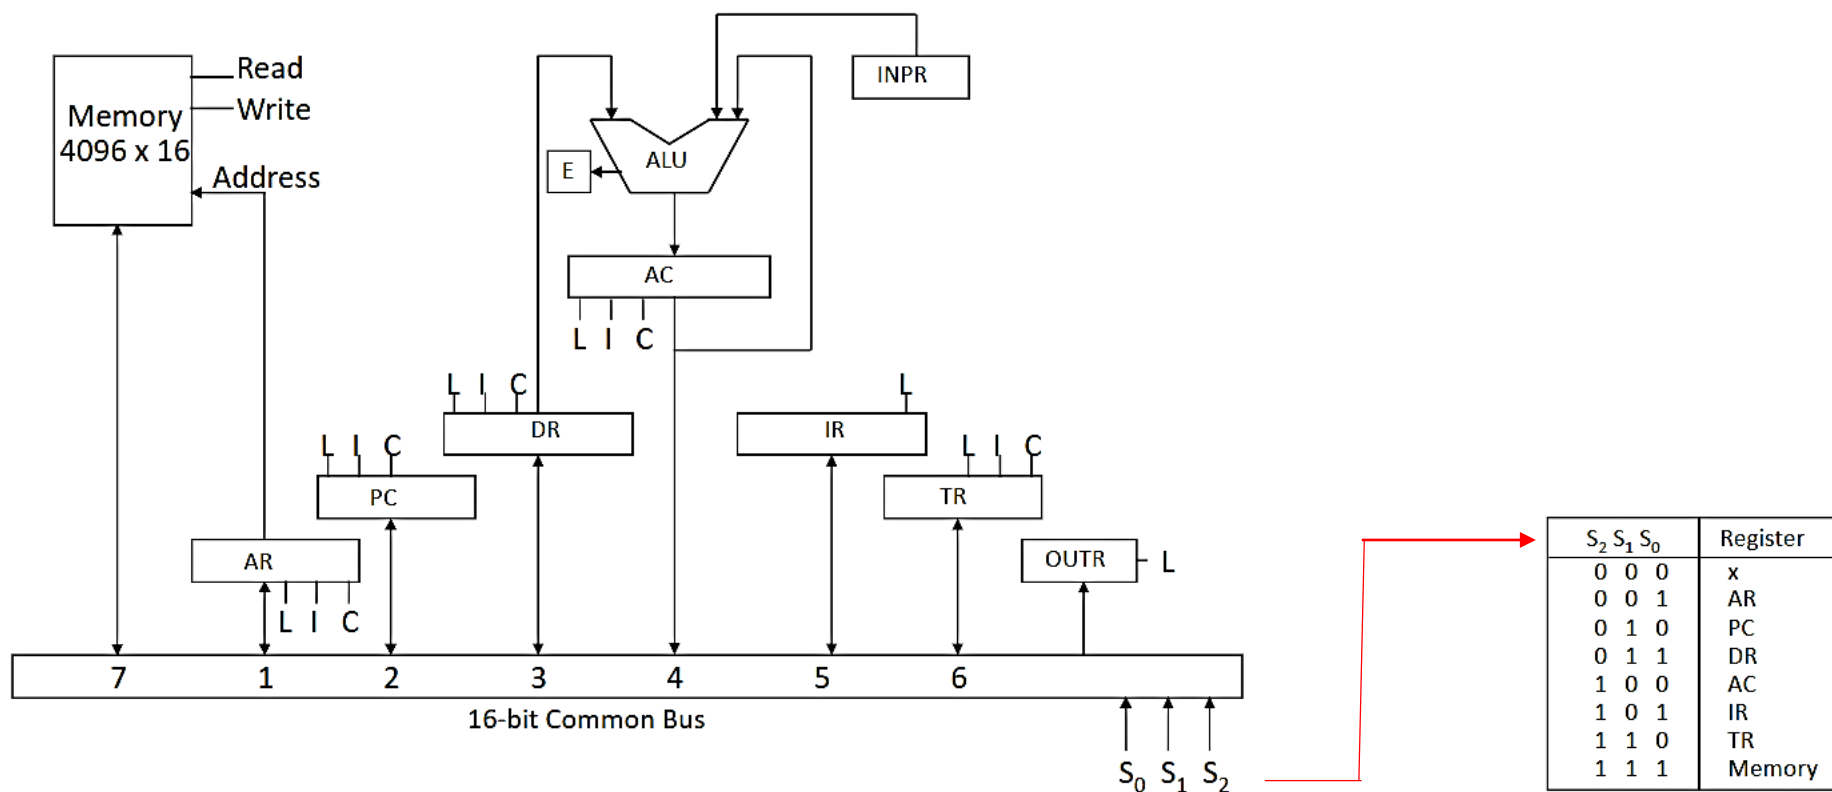 Read
Write
Memory
4096 x 16
Address
INPR
ALU
E
AC
L I C
L I C
DR
L
IR
L I C
PC
L I C
TR
AR
L I C
OUTR
L
7 1 2 3 4 5 6
16-bit Common Bus
S₀ S₁ S₂
S₂ S₁ S₀ Register
0 0 0 x
0 0 1 AR
0 1 0 PC
0 1 1 DR
1 0 0 AC
1 0 1 IR
1 1 0 TR
1 1 1 Memory